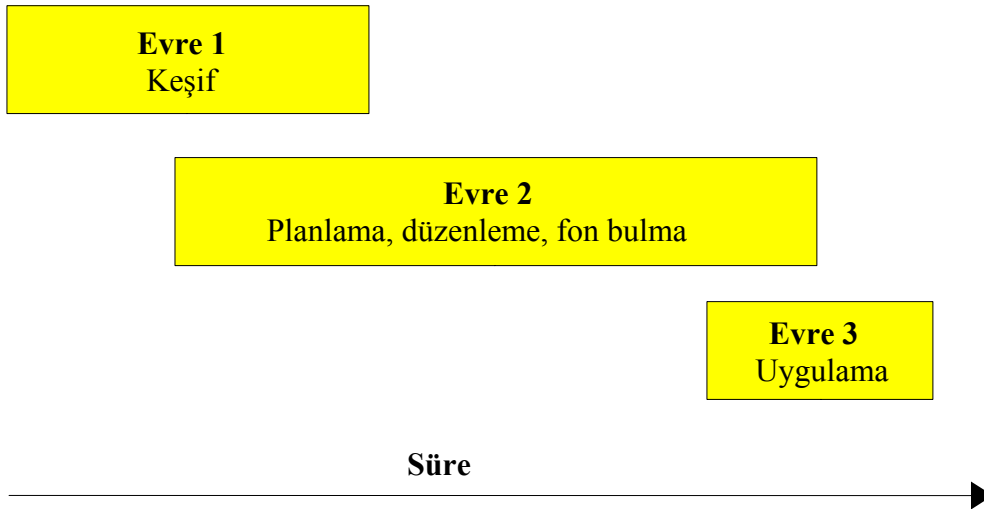 Evre 1
Keşif
Evre 2
Planlama, düzenleme, fon bulma
Evre 3
Uygulama
Süre